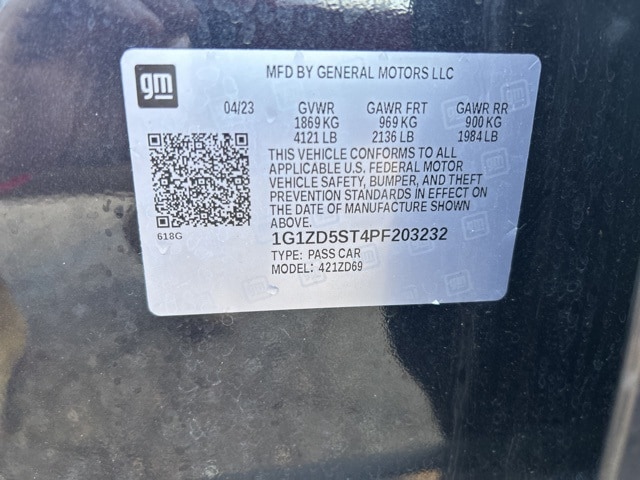 gm
MFD BY GENERAL MOTORS LLC
04/23 GVWR GAWR FRT GAWR RR
1869 KG 969 KG 900 KG
4121 LB 2136 LB 1984 LB
THIS VEHICLE CONFORMS TO ALL
APPLICABLE U.S. FEDERAL MOTOR
VEHICLE SAFETY, BUMPER, AND THEFT
PREVENTION STANDARDS IN EFFECT ON
THE DATE OF MANUFACTURE SHOWN
ABOVE.
618G
1G1ZD5ST4PF203232
TYPE: PASS CAR
MODEL: 421ZD69